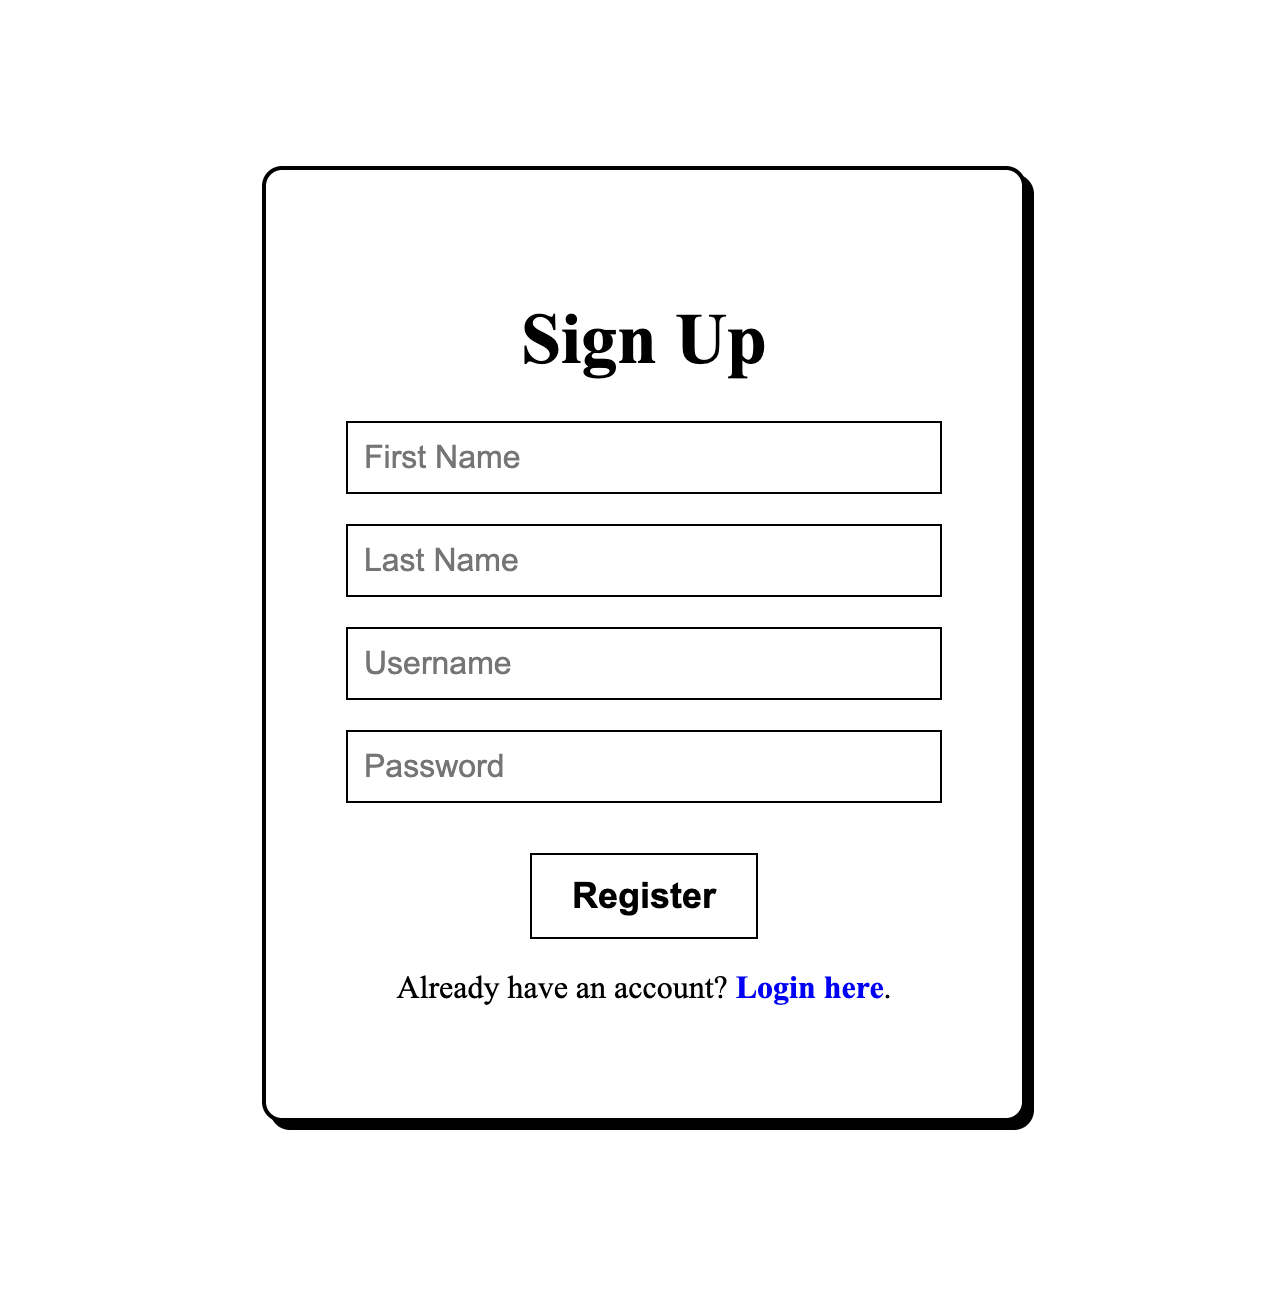 Sign Up
First Name
Last Name
Username
Password
Register
Already have an account? Login here.